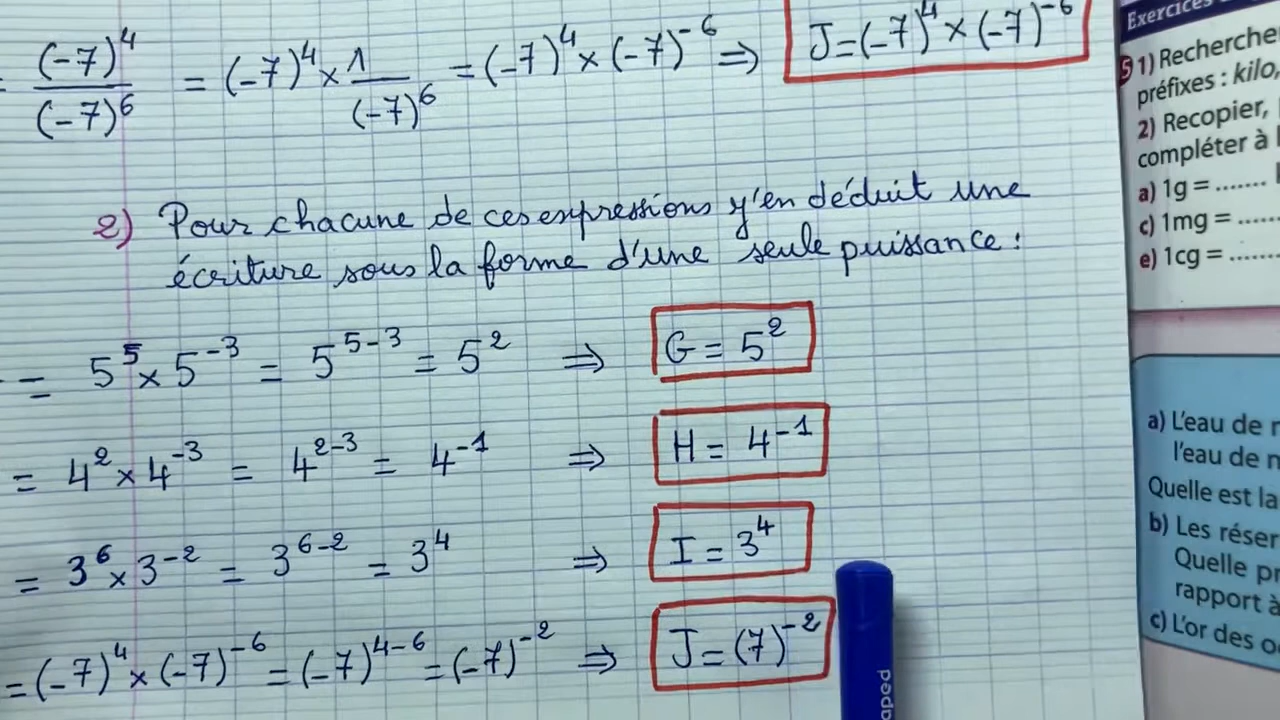 (-7)⁴/(-7)⁶ = (-7)⁴ × 1/(-7)⁶ = (-7)⁴ × (-7)⁻⁶ ⇒ J = (-7)⁴ × (-7)⁻⁶
2) Pour chacune de ces expressions y'en déduit une
écriture sous la forme d'une seule puissance :
= 5⁵ × 5⁻³ = 5⁵⁻³ = 5² ⇒ G = 5²
= 4² × 4⁻³ = 4²⁻³ = 4⁻¹ ⇒ H = 4⁻¹
= 3⁶ × 3⁻² = 3⁶⁻² = 3⁴ ⇒ I = 3⁴
= (-7)⁴ × (-7)⁻⁶ = (-7)⁴⁻⁶ = (-7)⁻² ⇒ J = (7)⁻²
aped
Exercices
5 1) Recherche
préfixes : kilo,
2) Recopier,
compléter à
a) 1g = .......
c) 1mg = .....
e) 1cg = .......
a) L'eau de
l'eau de
Quelle est la
b) Les réser
Quelle
rapport à
c) L'or des